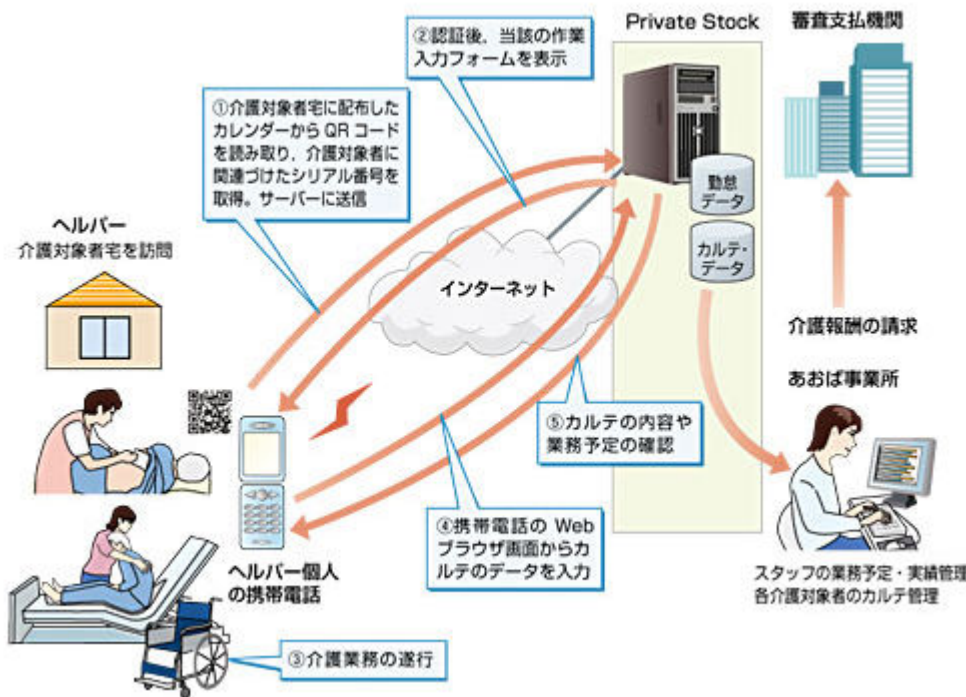 Private Stock
審査支払機関
②認証後、当該の作業
入力フォームを表示
①介護対象者宅に配布した
カレンダーから QR コード
を読み取り、介護対象者に
関連づけたシリアル番号を
取得。サーバーに送信
勤怠
データ
カルテ・
データ
ヘルパー
介護対象者宅を訪問
インターネット
介護報酬の請求
あおば事業所
⑤カルテの内容や
業務予定の確認
④携帯電話の Web
ブラウザ画面からカ
ルテのデータを入力
ヘルパー個人
の携帯電話
スタッフの業務予定・実績管理
各介護対象者のカルテ管理
③介護業務の遂行